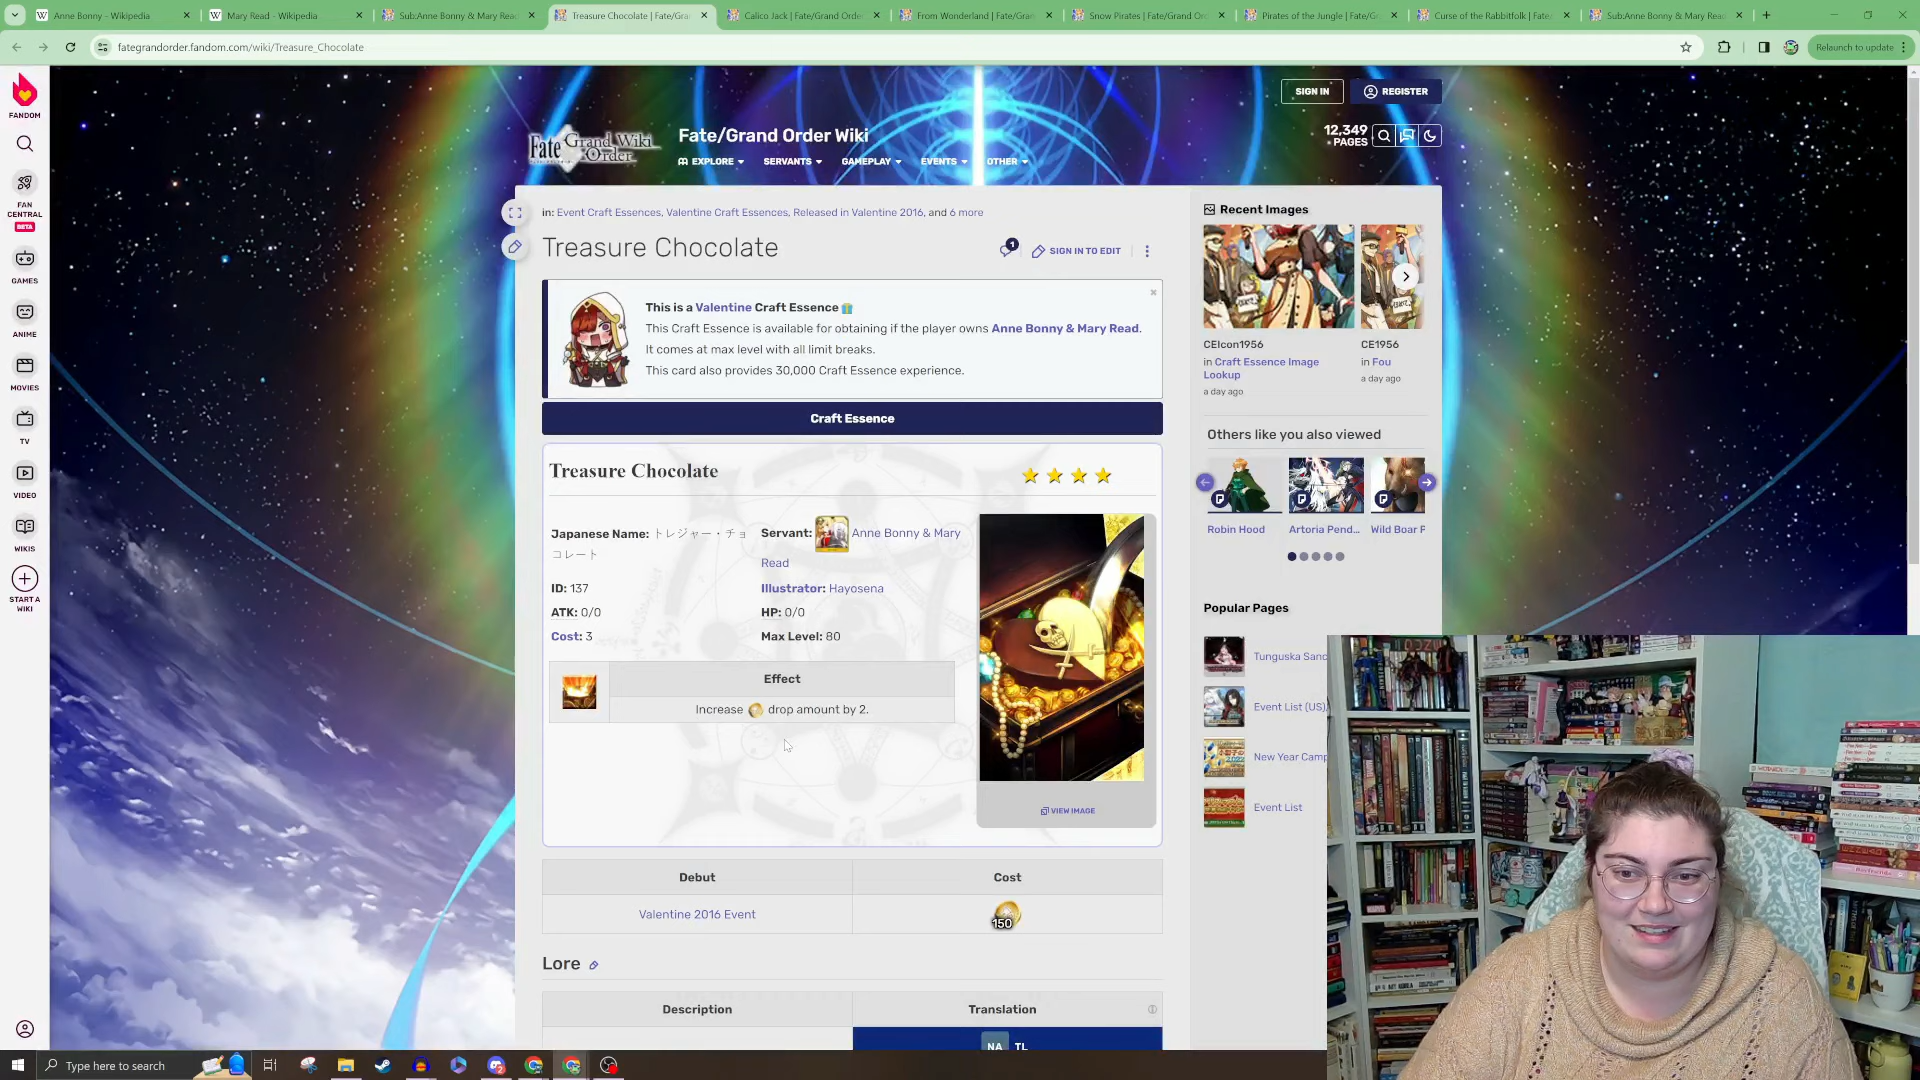 Anne Bonny - Wikipedia
Mary Read - Wikipedia
Sub:Anne Bonny & Mary Read
Treasure Chocolate | Fate/Gran
Calico Jack | Fate/Grand Orde
From Wonderland | Fate/Gran
Snow Pirates | Fate/Grand Or
Pirates of the Jungle | Fate/G
Curse of the Rabbitfolk | Fate
Sub:Anne Bonny & Mary Read
fategrandorder.fandom.com/wiki/Treasure_Chocolate
Relaunch to update
FANDOM
FAN CENTRAL
BETA
GAMES
ANIME
MOVIES
TV
VIDEO
WIKIS
START A WIKI
SIGN IN
REGISTER
Fate Grand Order Wiki
Fate/Grand Order Wiki
12,349
PAGES
EXPLORE
SERVANTS
GAMEPLAY
EVENTS
OTHER
in: Event Craft Essences, Valentine Craft Essences, Released in Valentine 2016, and 6 more
Treasure Chocolate
1
SIGN IN TO EDIT
This is a Valentine Craft Essence
This Craft Essence is available for obtaining if the player owns Anne Bonny & Mary Read.
It comes at max level with all limit breaks.
This card also provides 30,000 Craft Essence experience.
Craft Essence
Treasure Chocolate
Japanese Name: トレジャー・チョ
コレート
Servant: Anne Bonny & Mary
Read
ID: 137
Illustrator: Hayosena
ATK: 0/0
HP: 0/0
Cost: 3
Max Level: 80
Effect
Increase drop amount by 2.
VIEW IMAGE
Debut
Cost
Valentine 2016 Event
150
Lore
Description
Translation
NA TL
Recent Images
CEIcon1956
in Craft Essence Image
Lookup
a day ago
CE1956
in Fou
a day ago
Others like you also viewed
Robin Hood
Artoria Pend...
Wild Boar P
Popular Pages
Tunguska Sanc
Event List (US)
New Year Camp
Event List
Type here to search